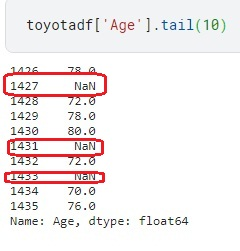 toyotadf['Age'].tail(10)
1426 78.0
1427 NaN
1428 72.0
1429 78.0
1430 80.0
1431 NaN
1432 72.0
1433 NaN
1434 70.0
1435 76.0
Name: Age, dtype: float64